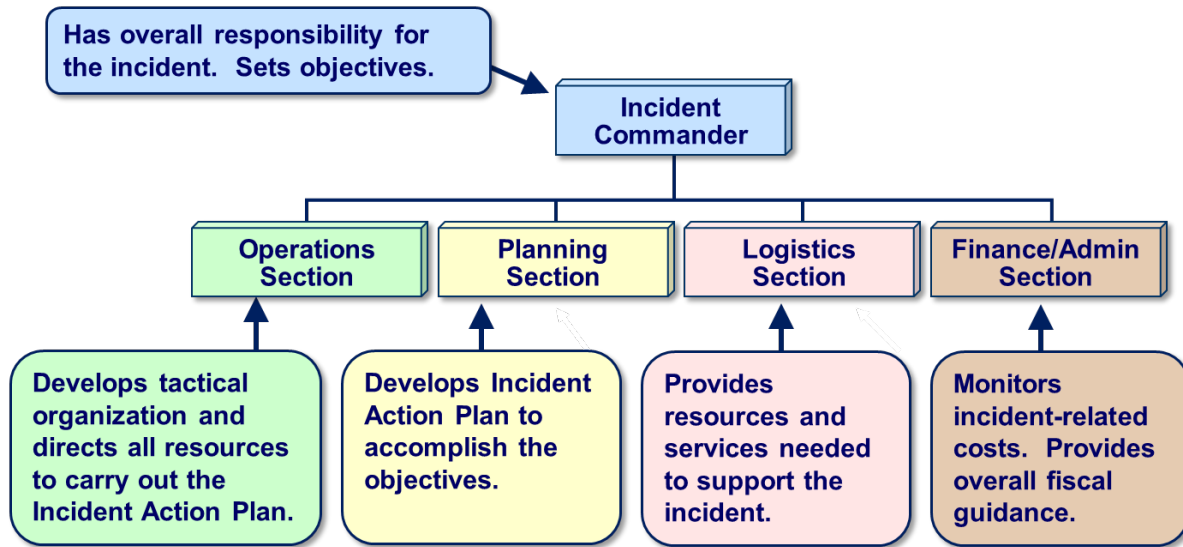 Has overall responsibility for
the incident.  Sets objectives.
Incident
Commander
Operations
Section
Planning
Section
Logistics
Section
Finance/Admin
Section
Develops tactical
organization and
directs all resources
to carry out the
Incident Action Plan.
Develops Incident
Action Plan to
accomplish the
objectives.
Provides
resources and
services needed
to support the
incident.
Monitors
incident-related
costs.  Provides
overall fiscal
guidance.